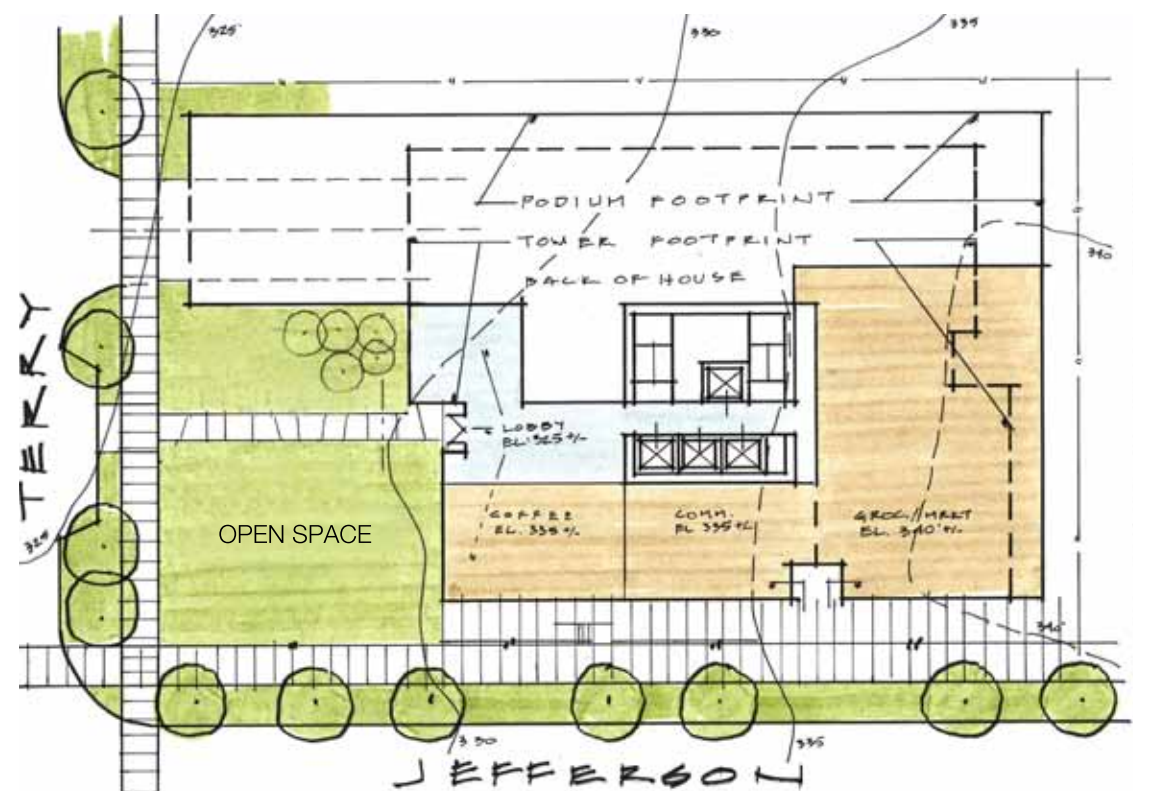 325'
330
335
PODIUM FOOTPRINT
TOWER FOOTPRINT
BACK OF HOUSE
340
TERRY
LOBBY
EL. 325 +/-
COFFEE
EL. 335 +/-
COMM.
EL 335 +/-
GROC./MRKT
EL. 340' +/-
OPEN SPACE
325'
340'
330
335
JEFFERSON